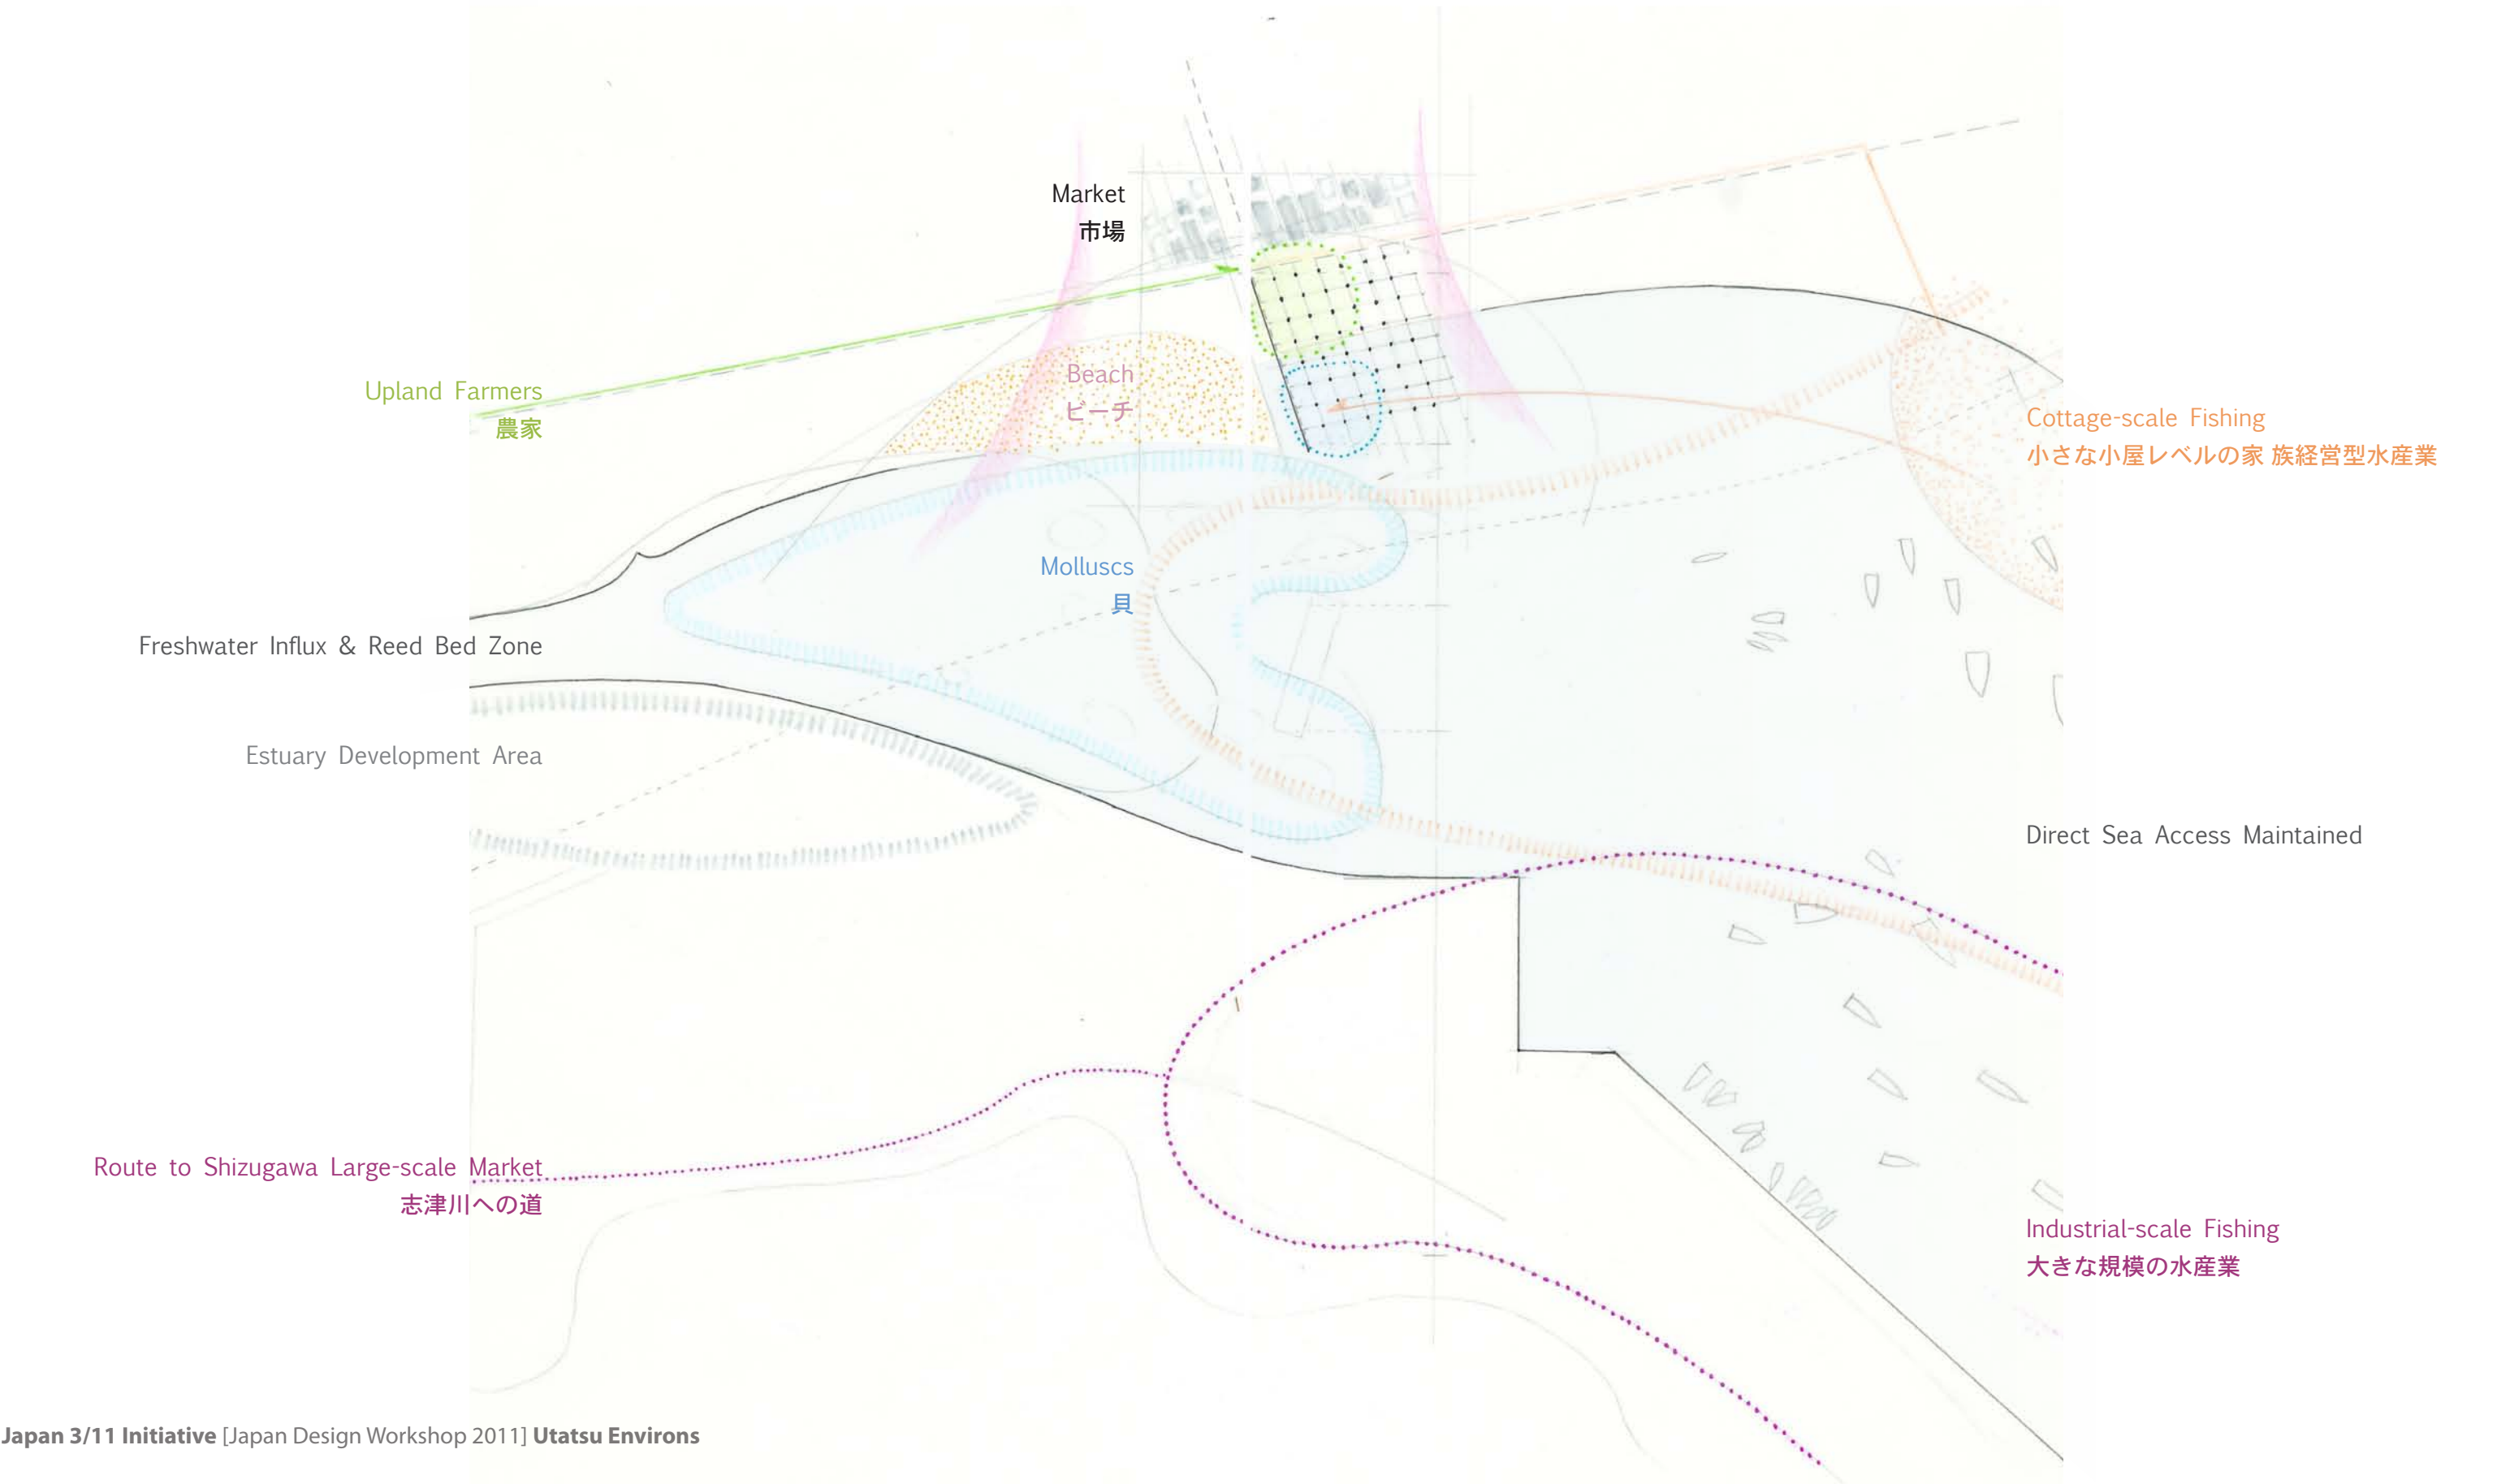 Market
市場
Upland Farmers
農家
Beach
ビーチ
Cottage-scale Fishing
小さな小屋レベルの家 族経営型水産業
Molluscs
貝
Freshwater Influx & Reed Bed Zone
Estuary Development Area
Direct Sea Access Maintained
Route to Shizugawa Large-scale Market
志津川への道
Industrial-scale Fishing
大きな規模の水産業
Japan 3/11 Initiative [Japan Design Workshop 2011] Utatsu Environs